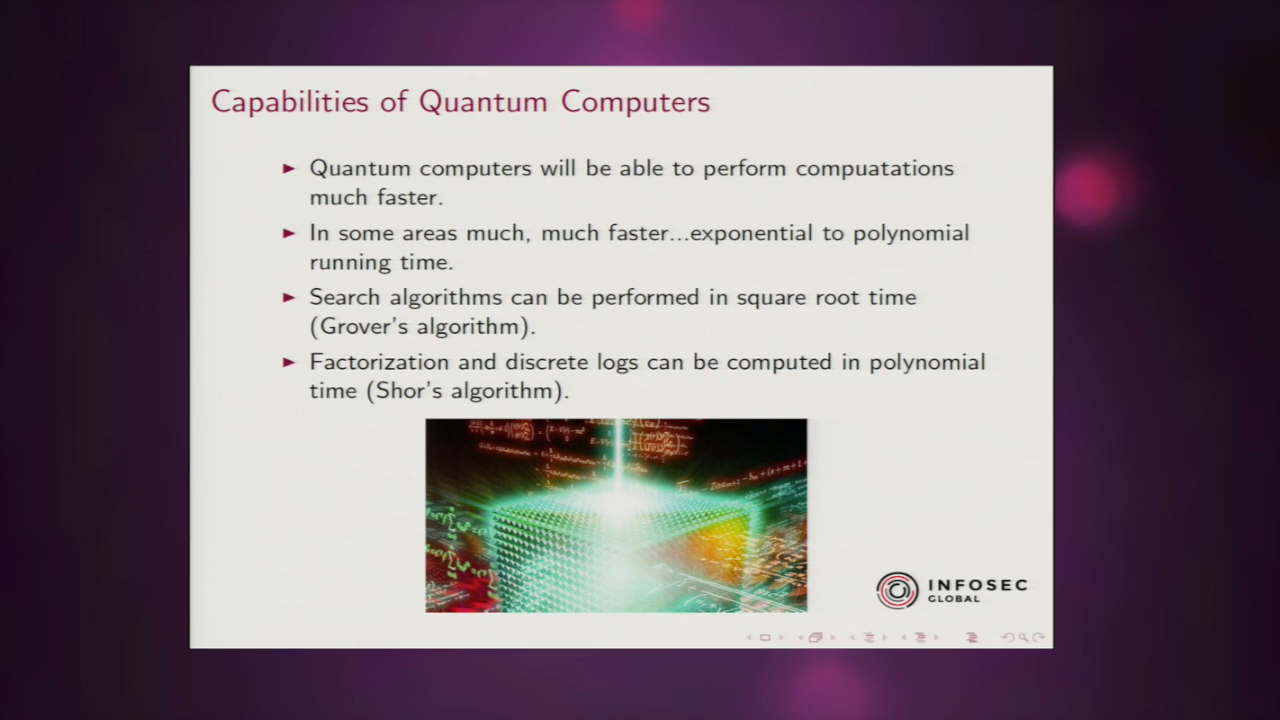 Capabilities of Quantum Computers
► Quantum computers will be able to perform compuatations
much faster.
► In some areas much, much faster...exponential to polynomial
running time.
► Search algorithms can be performed in square root time
(Grover's algorithm).
► Factorization and discrete logs can be computed in polynomial
time (Shor's algorithm).
INFOSEC
GLOBAL